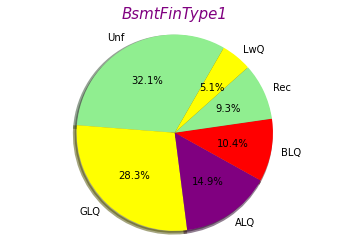 BsmtFinType1
Unf
LwQ
32.1%
5.1%
Rec
9.3%
10.4%
BLQ
28.3%
14.9%
GLQ
ALQ